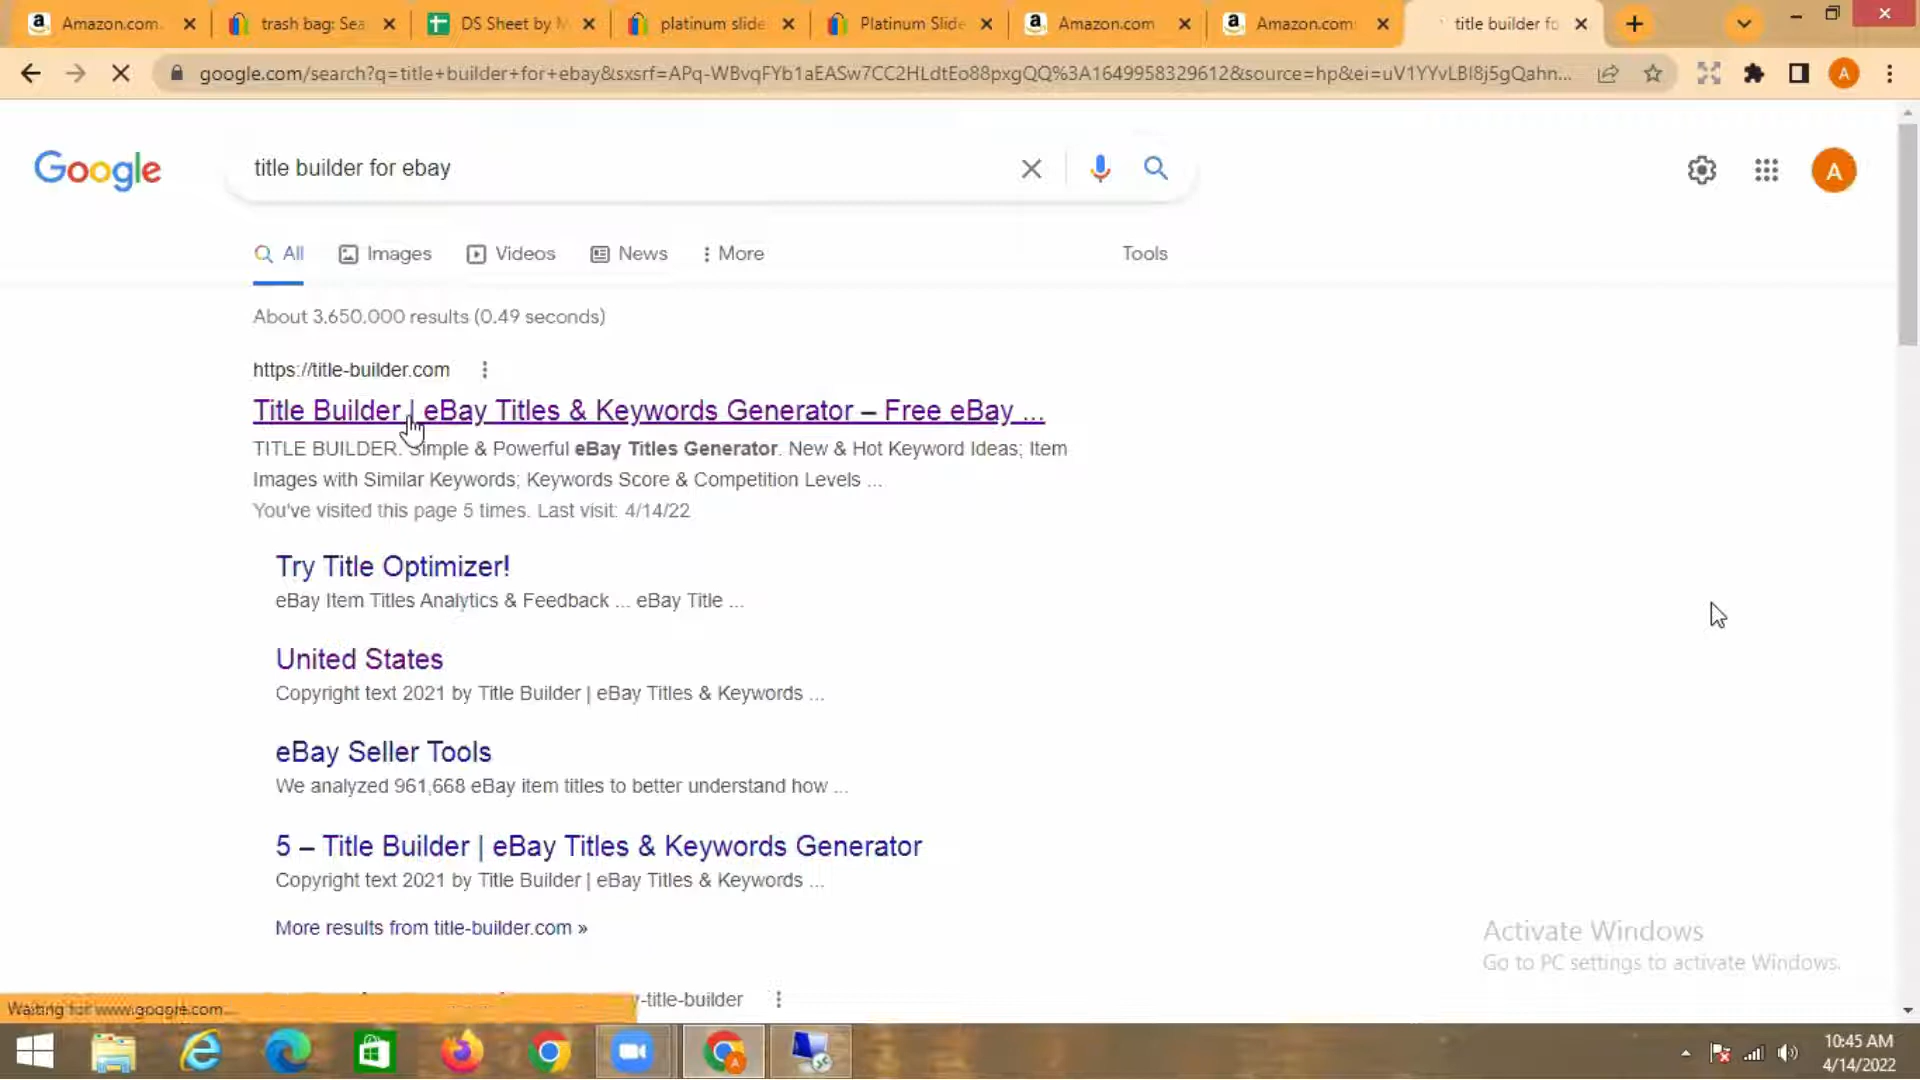 Amazon.com.
trash bag: Sea
DS Sheet by M
platinum slide
Platinum Slide
Amazon.com
Amazon.com:
title builder fo
google.com/search?q=title+builder+for+ebay&sxsrf=APq-WBvqFYb1aEASw7CC2HLdtEo88pxgQQ%3A1649958329612&source=hp&ei=uV1YYvLBI8j5gQahn...
A
Google
title builder for ebay
A
All
Images
Videos
News
More
Tools
About 3,650,000 results (0.49 seconds)
https://title-builder.com
Title Builder | eBay Titles & Keywords Generator – Free eBay ...
TITLE BUILDER. Simple & Powerful eBay Titles Generator. New & Hot Keyword Ideas; Item
Images with Similar Keywords; Keywords Score & Competition Levels ...
You've visited this page 5 times. Last visit: 4/14/22
Try Title Optimizer!
eBay Item Titles Analytics & Feedback ... eBay Title ...
United States
Copyright text 2021 by Title Builder | eBay Titles & Keywords ...
eBay Seller Tools
We analyzed 961,668 eBay item titles to better understand how ...
5 – Title Builder | eBay Titles & Keywords Generator
Copyright text 2021 by Title Builder | eBay Titles & Keywords ...
More results from title-builder.com »
Activate Windows
Go to PC settings to activate Windows.
-title-builder
Waiting for www.google.com...
10:45 AM
4/14/2022